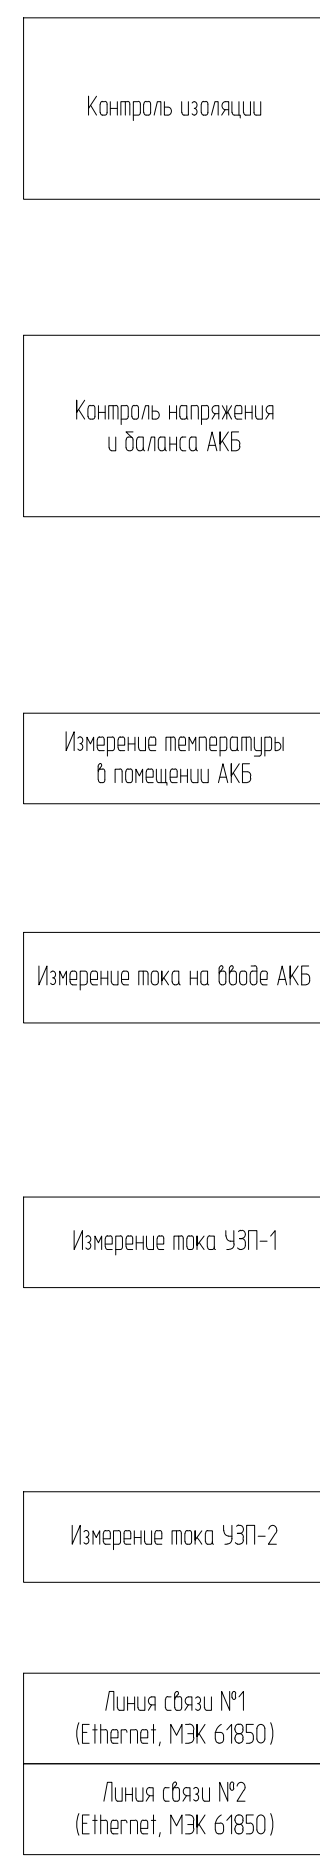 Контроль изоляции
Контроль напряжения
и баланса АКБ
Измерение температуры
в помещении АКБ
Измерение тока на вводе АКБ
Измерение тока УЗП-1
Измерение тока УЗП-2
Линия связи №1
(Ethernet, МЭК 61850)
Линия связи №2
(Ethernet, МЭК 61850)